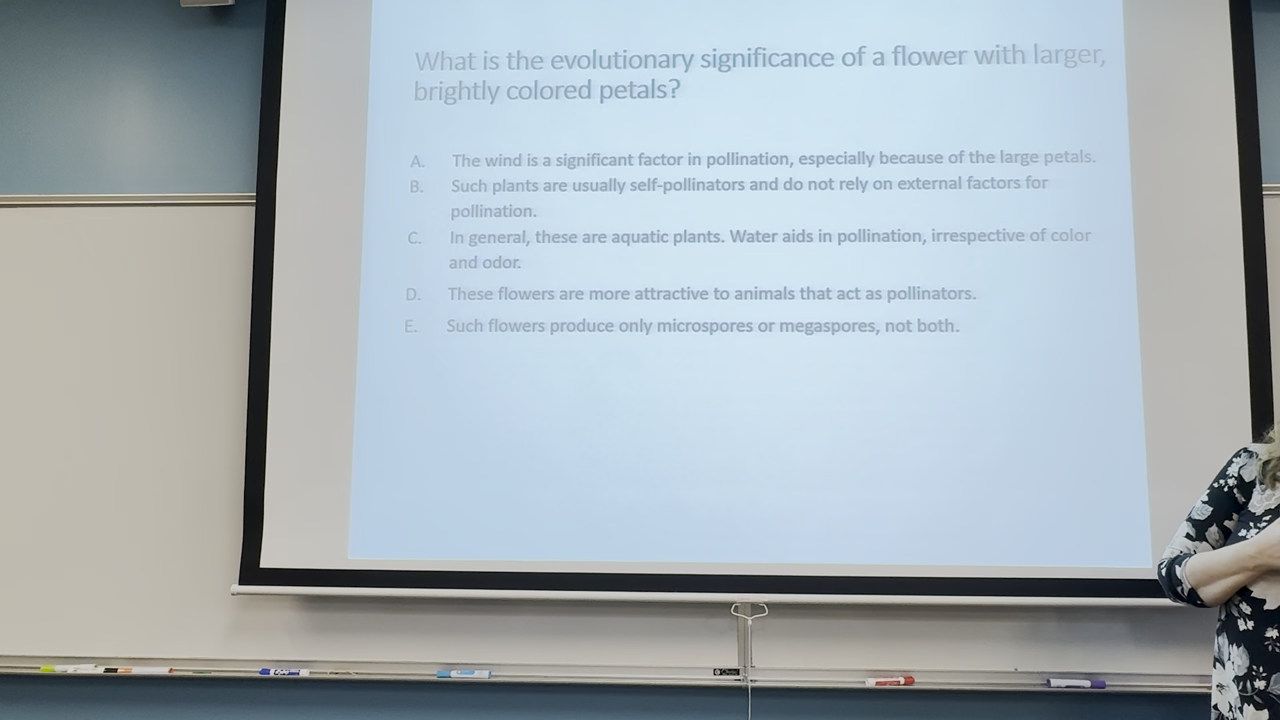 What is the evolutionary significance of a flower with larger,
brightly colored petals?
A. The wind is a significant factor in pollination, especially because of the large petals.
B. Such plants are usually self-pollinators and do not rely on external factors for
pollination.
C. In general, these are aquatic plants. Water aids in pollination, irrespective of color
and odor.
D. These flowers are more attractive to animals that act as pollinators.
E. Such flowers produce only microspores or megaspores, not both.